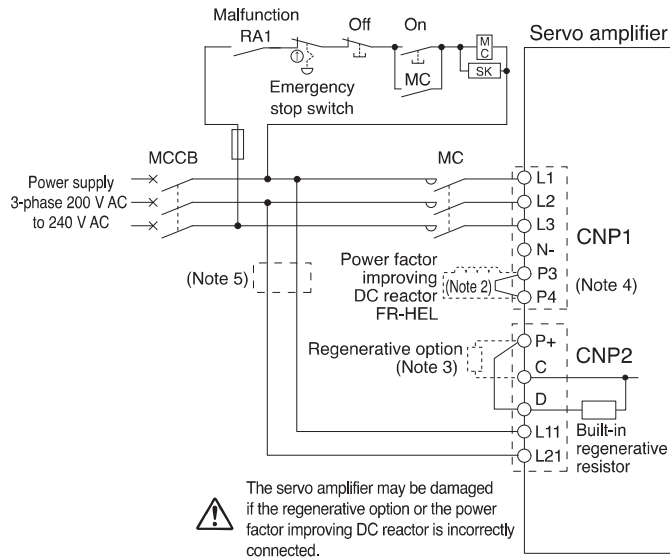 Malfunction
RA1
Off
On
M
C
SK
MC
Emergency
stop switch
Servo amplifier
MCCB
MC
Power supply
3-phase 200 V AC
to 240 V AC
L1
L2
L3
N-
P3
P4
CNP1
(Note 4)
(Note 5)
Power factor
improving
DC reactor
FR-HEL
(Note 2)
P+
C
D
L11
L21
CNP2
Regenerative option
(Note 3)
Built-in
regenerative
resistor
The servo amplifier may be damaged
if the regenerative option or the power
factor improving DC reactor is incorrectly
connected.